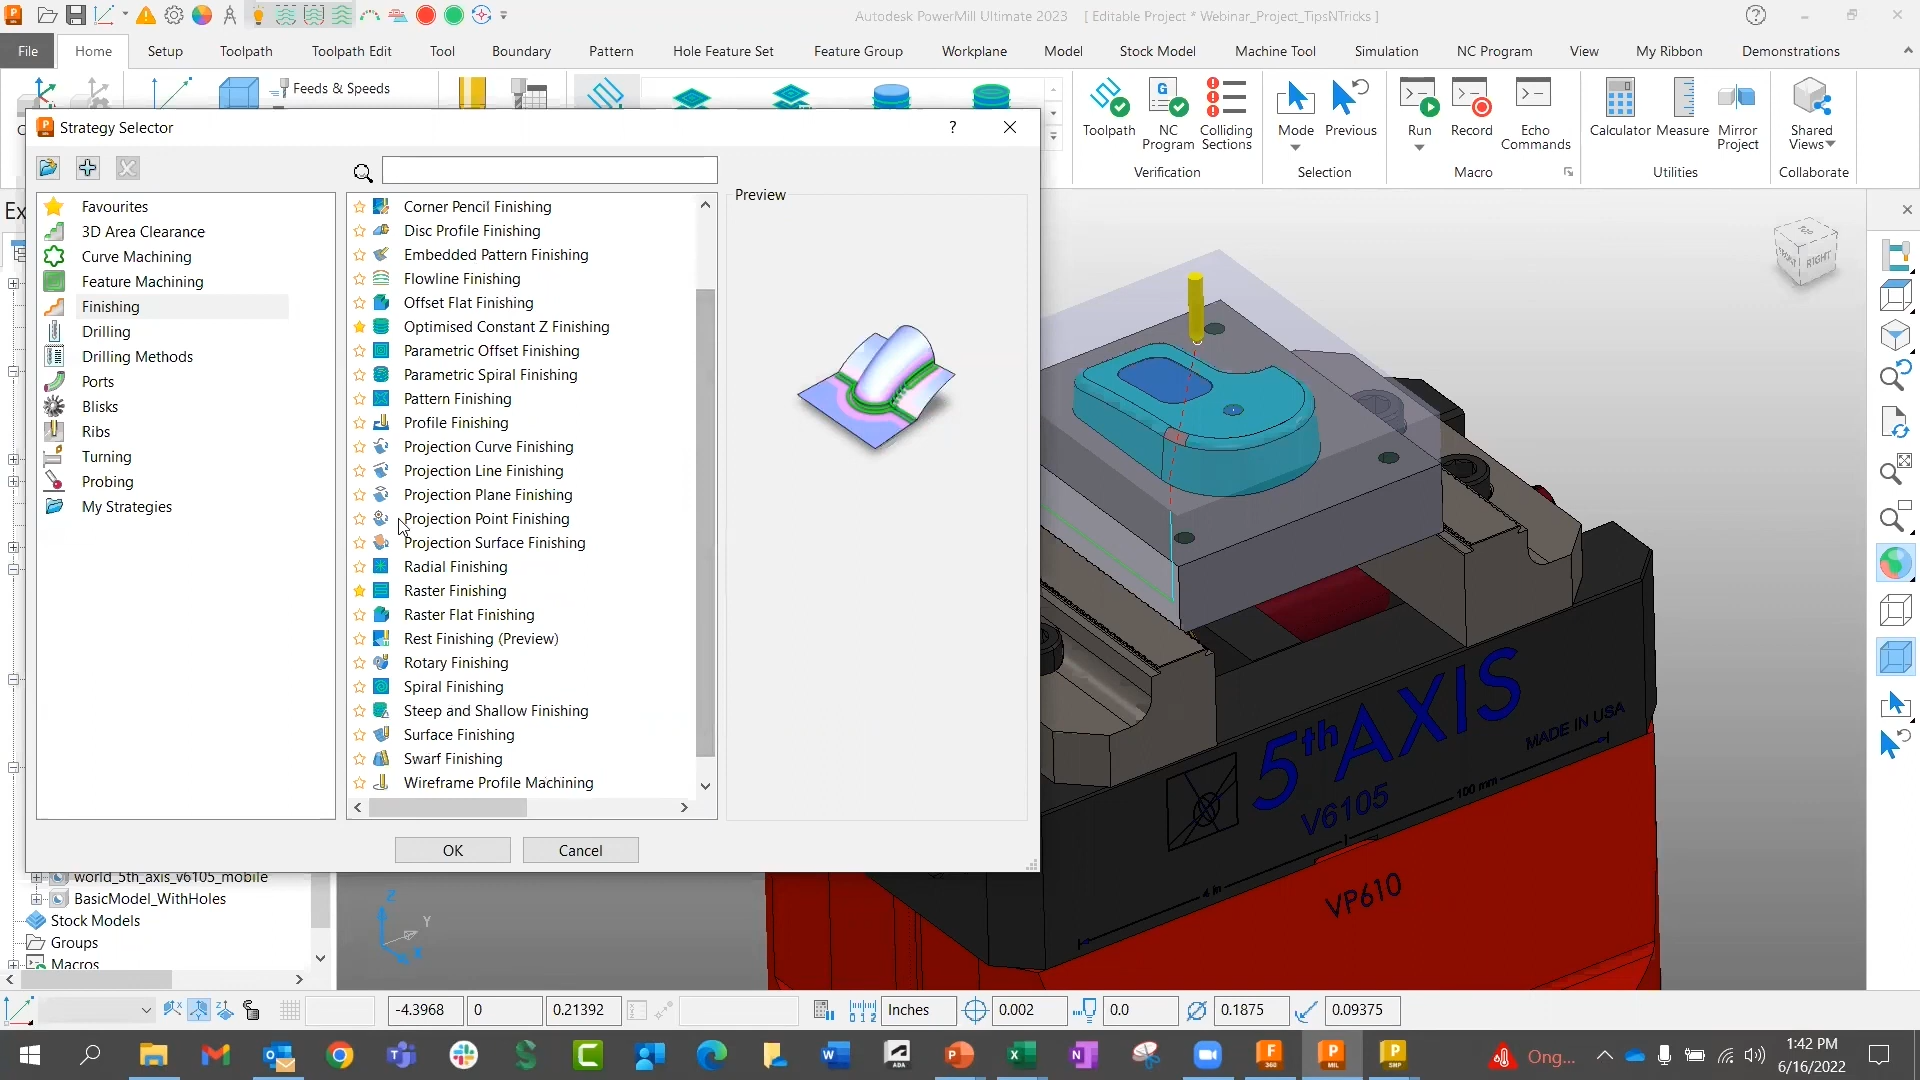 Autodesk PowerMill Ultimate 2023 [ Editable Project * Webinar_Project_TipsNTricks ]
File Home Setup Toolpath Toolpath Edit Tool Boundary Pattern Hole Feature Set Feature Group Workplane Model Stock Model Machine Tool Simulation NC Program View My Ribbon Demonstrations
Feeds & Speeds
Toolpath NC Program Colliding Sections Mode Previous Run Record Echo Commands Calculator Measure Mirror Project Shared Views
Verification Selection Macro Utilities Collaborate
Strategy Selector
?
Preview
Favourites
3D Area Clearance
Curve Machining
Feature Machining
Finishing
Drilling
Drilling Methods
Ports
Blisks
Ribs
Turning
Probing
My Strategies
Corner Pencil Finishing
Disc Profile Finishing
Embedded Pattern Finishing
Flowline Finishing
Offset Flat Finishing
Optimised Constant Z Finishing
Parametric Offset Finishing
Parametric Spiral Finishing
Pattern Finishing
Profile Finishing
Projection Curve Finishing
Projection Line Finishing
Projection Plane Finishing
Projection Point Finishing
Projection Surface Finishing
Radial Finishing
Raster Finishing
Raster Flat Finishing
Rest Finishing (Preview)
Rotary Finishing
Spiral Finishing
Steep and Shallow Finishing
Surface Finishing
Swarf Finishing
Wireframe Profile Machining
OK Cancel
TOP
FRONT RIGHT
5th AXIS
V6105
MADE IN USA
100 mm
4 in
VP610
world_5th_axis_v6105_mobile
BasicModel_WithHoles
Stock Models
Groups
Macros
Z
Y
X
-4.3968 0 0.21392 Inches 0.002 0.0 0.1875 0.09375
Ong...
1:42 PM
6/16/2022